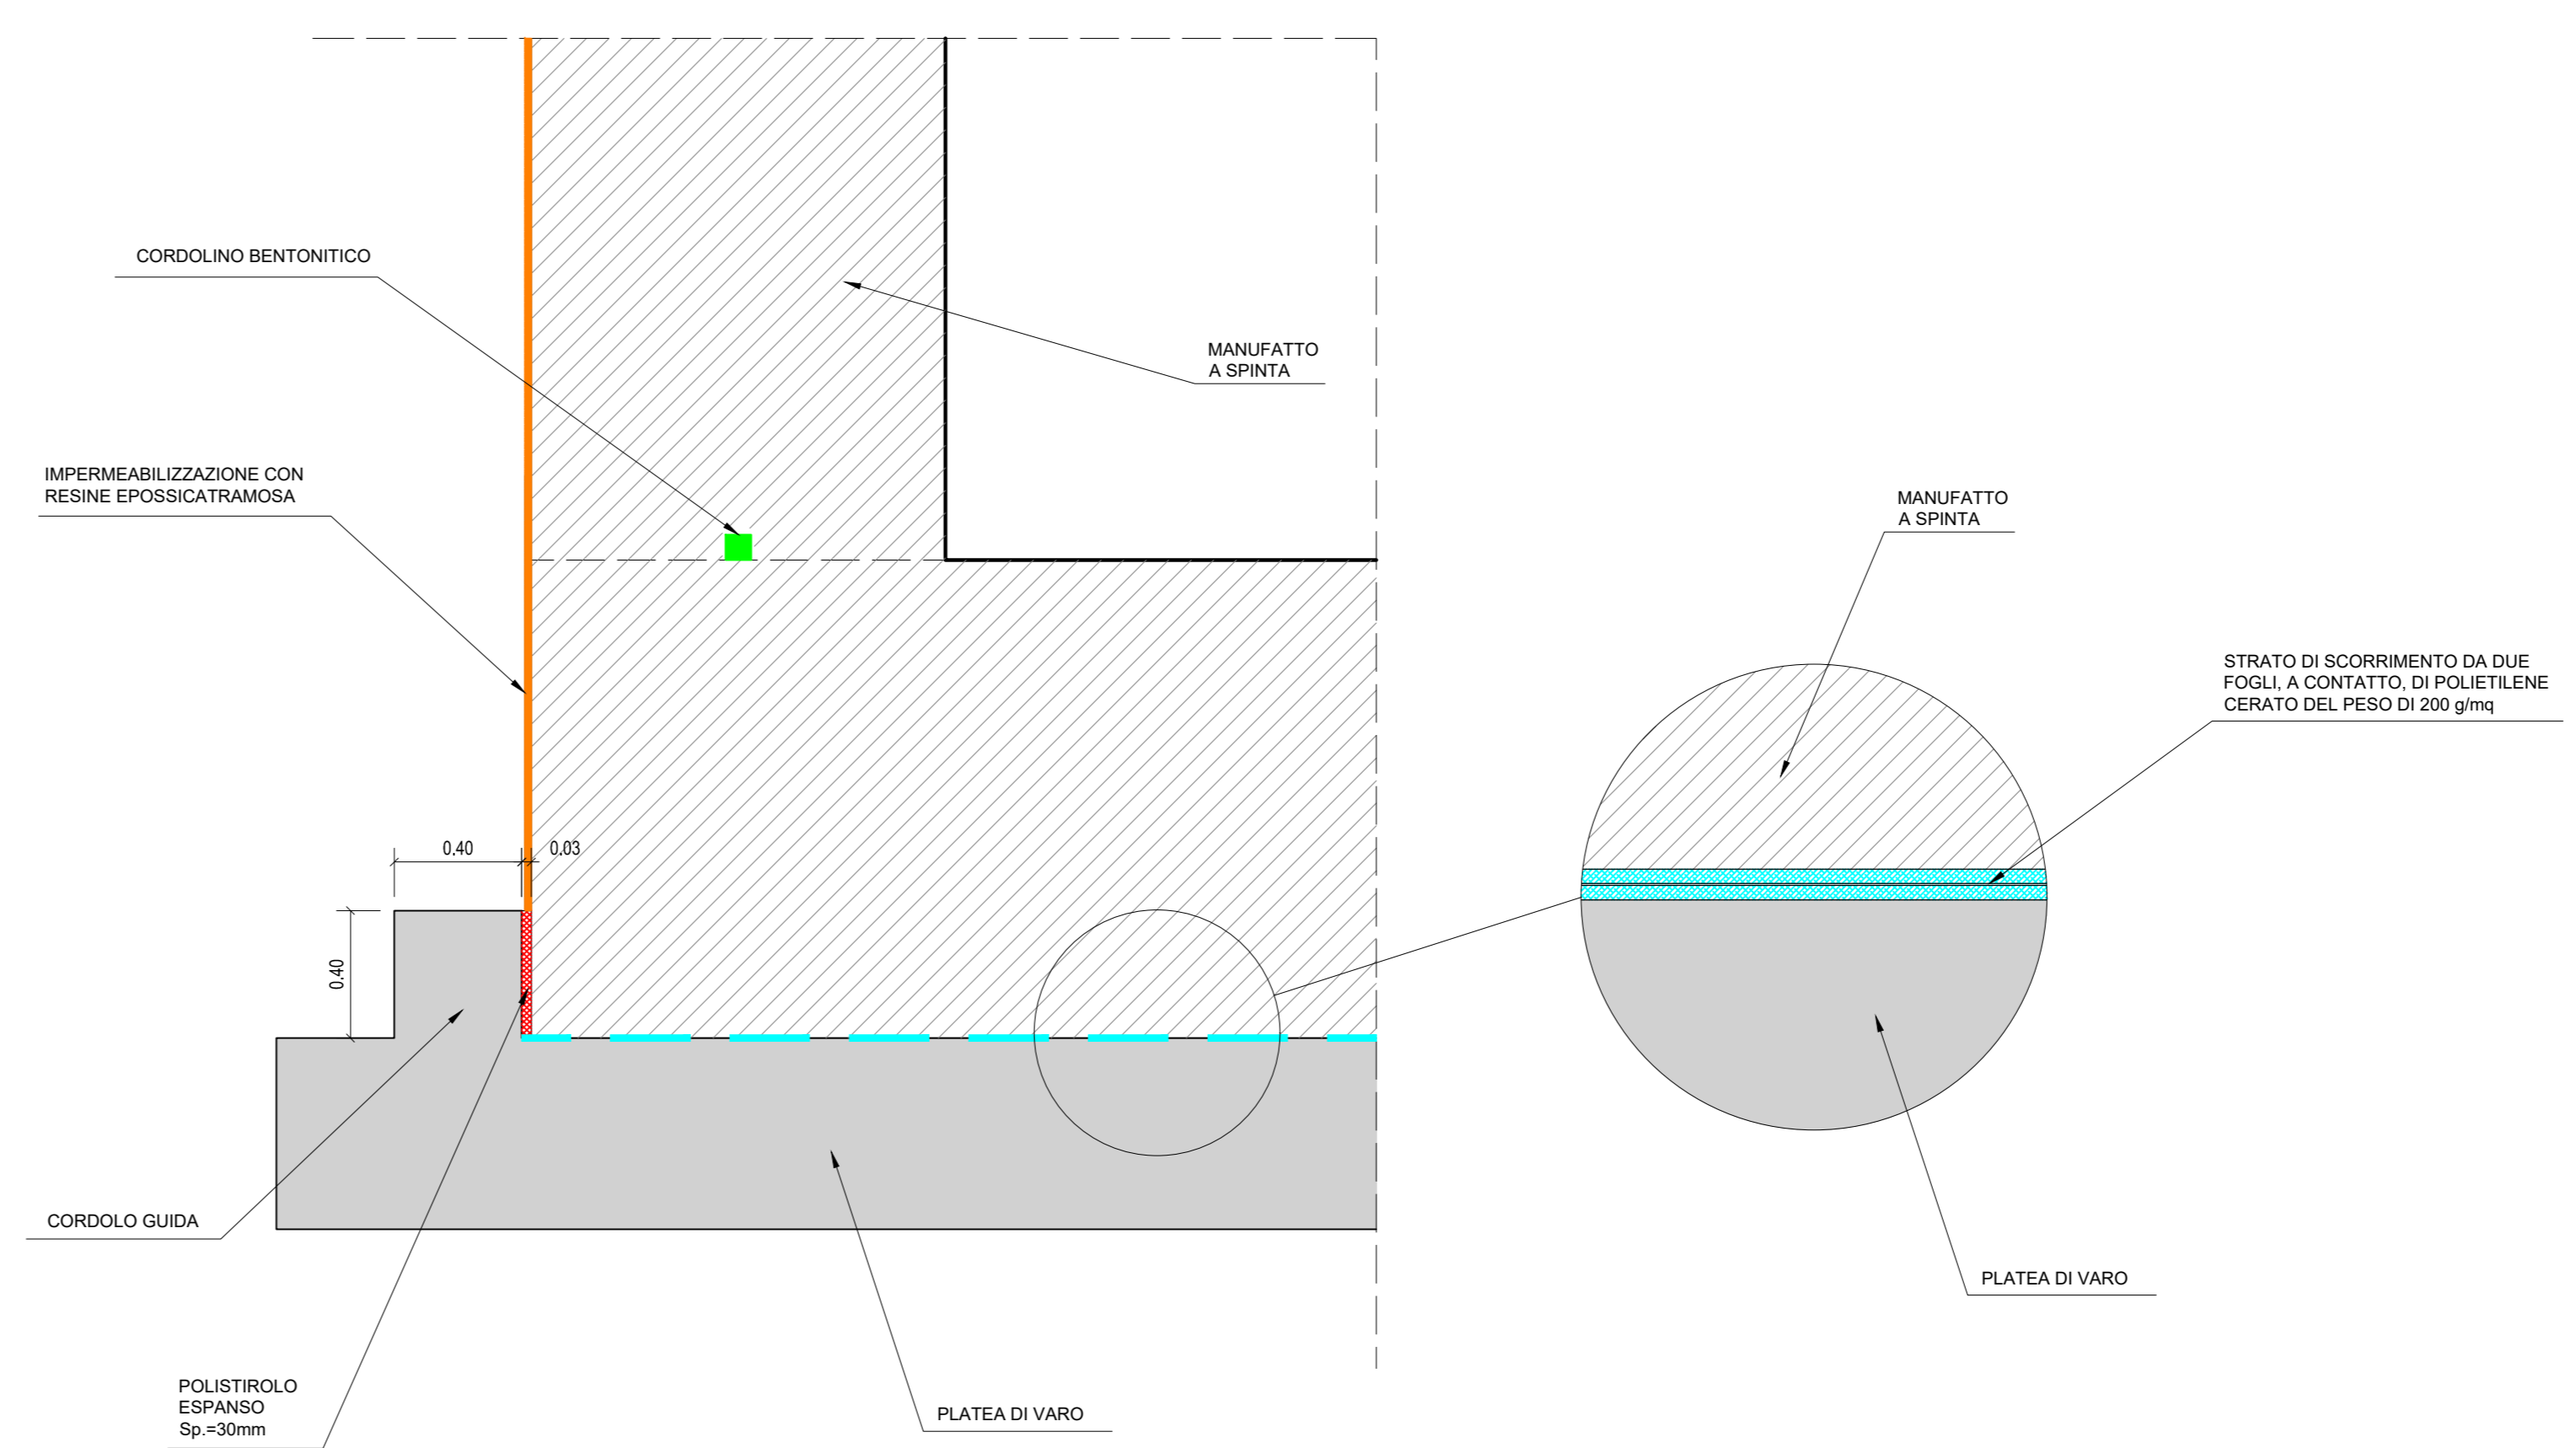 CORDOLINO BENTONITICO
MANUFATTO
A SPINTA
IMPERMEABILIZZAZIONE CON
RESINE EPOSSICATRAMOSA
MANUFATTO
A SPINTA
STRATO DI SCORRIMENTO DA DUE
FOGLI, A CONTATTO, DI POLIETILENE
CERATO DEL PESO DI 200 g/mq
0.40
0.03
0.40
CORDOLO GUIDA
PLATEA DI VARO
POLISTIROLO
ESPANSO
Sp.=30mm
PLATEA DI VARO